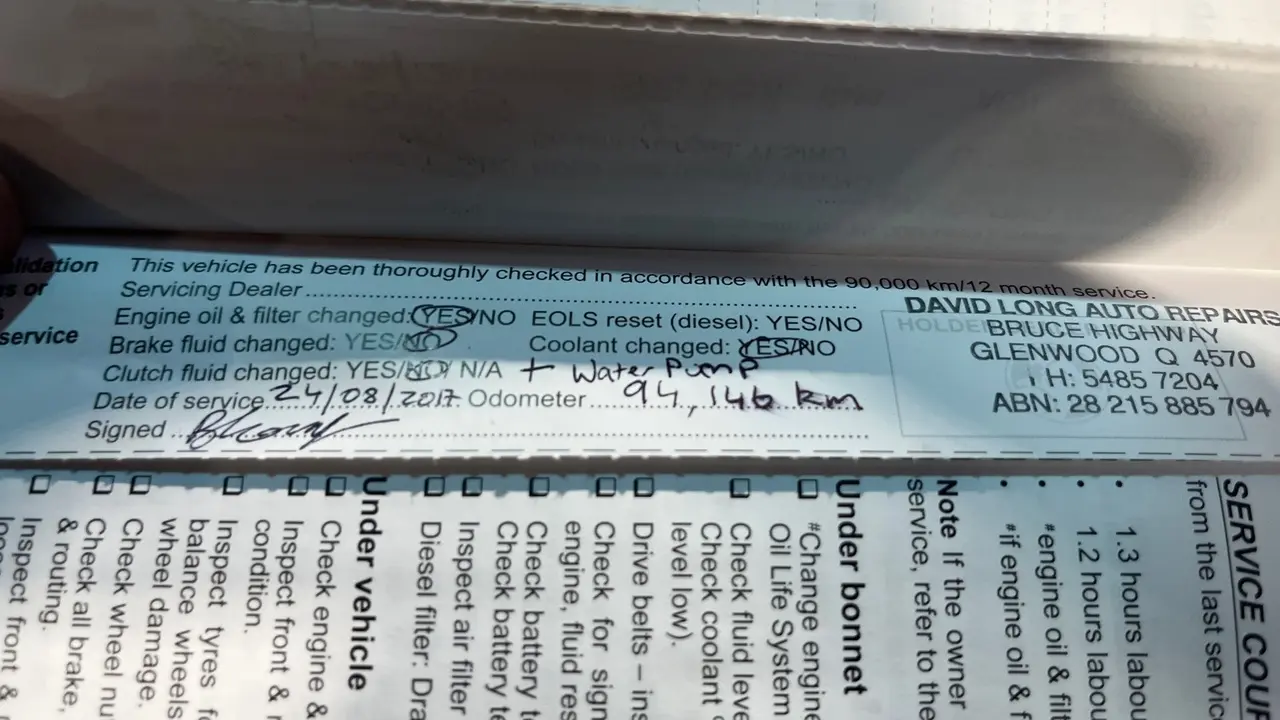 alidation
s or
service
This vehicle has been thoroughly checked in accordance with the 90,000 km/12 month service.
Servicing Dealer
Engine oil & filter changed: YES/NO EOLS reset (diesel): YES/NO
Brake fluid changed: YES/NO Coolant changed: YES/NO
Clutch fluid changed: YES/NO/ N/A + Water Pump
Date of service 24/08/2017 Odometer 94,146 km
Signed
DAVID LONG AUTO REPAIRS
BRUCE HIGHWAY
GLENWOOD Q 4570
H: 5485 7204
ABN: 28 215 885 794
SERVICE COU
from the last servic
• 1.3 hours labou
• 1.2 hours labou
• #engine oil & filt
• #if engine oil & f
Note If the owner
service, refer to the
Under bonnet
#Change engine
Oil Life System
Check fluid leve
Check coolant
level low).
Drive belts – ins
Check for sign
engine, fluid res
Check battery t
Check battery te
Inspect air filter
Diesel filter: Dra
Under vehicle
Check engine &
Inspect front & r
condition.
Inspect tyres f
balance wheels
wheel damage.
Check wheel nu
Check all brake,
& routing.
Inspect front &